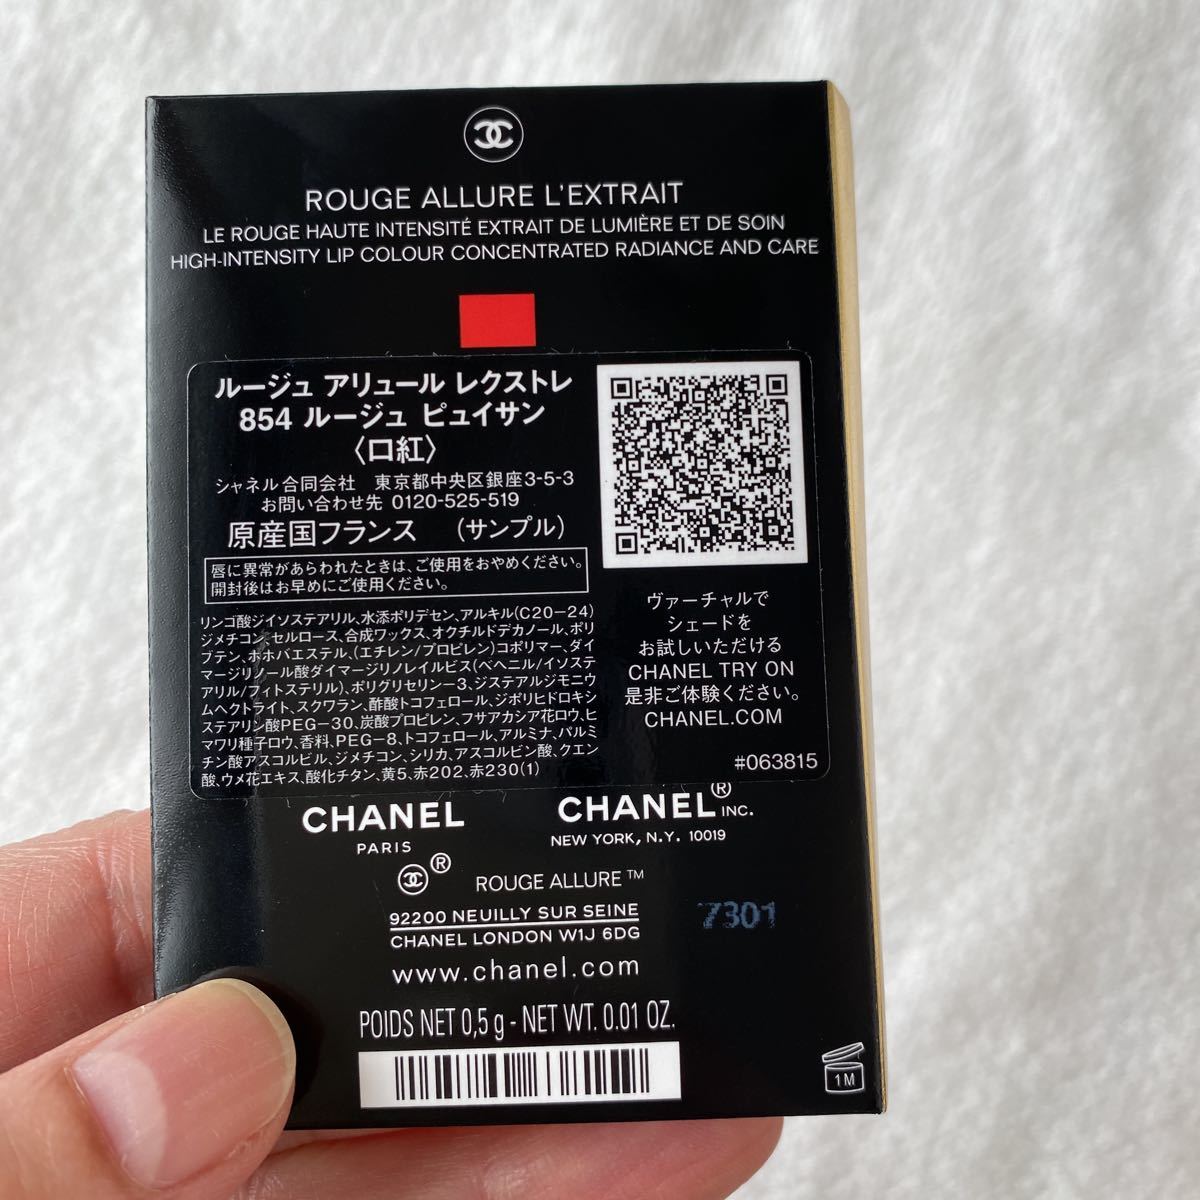 ROUGE ALLURE L'EXTRAIT
LE ROUGE HAUTE INTENSITÉ EXTRAIT DE LUMIÈRE ET DE SOIN
HIGH-INTENSITY LIP COLOUR CONCENTRATED RADIANCE AND CARE
ルージュ アリュール レクストレ
854 ルージュ ピュイサン
〈口紅〉
シャネル合同会社 東京都中央区銀座3-5-3
お問い合わせ先 0120-525-519
原産国フランス (サンプル)
唇に異常があらわれたときは、ご使用をおやめください。
開封後はお早めにご使用ください。
リンゴ酸ジイソステアリル、水添ポリデセン、アルキル(C20-24)
ジメチコン、セルロース、合成ワックス、オクチルドデカノール、ポリ
ブテン、ホホバエステル、(エチレン/プロピレン)コポリマー、ダイ
マージリノール酸ダイマージリノレイルビス(ベヘニル/イソステ
アリル/フィトステリル)、ポリグリセリン-3、ジステアルジモニウ
ムヘクトライト、スクワラン、酢酸トコフェロール、ジポリヒドロキシ
ステアリン酸PEG-30、炭酸プロピレン、フサアカシア花ロウ、ヒ
マワリ種子ロウ、香料、PEG-8、トコフェロール、アルミナ、パルミ
チン酸アスコルビル、ジメチコン、シリカ、アスコルビン酸、クエン
酸、ウメ花エキス、酸化チタン、黄5、赤202、赤230(1)
ヴァーチャルで
シェードを
お試しいただける
CHANEL TRY ON
是非ご体験ください。
CHANEL.COM
#063815
CHANEL
PARIS
CHANEL® INC.
NEW YORK, N.Y. 10019
® ROUGE ALLURE™
92200 NEUILLY SUR SEINE
CHANEL LONDON W1J 6DG
7301
www.chanel.com
POIDS NET 0,5 g - NET WT. 0.01 OZ.
1M